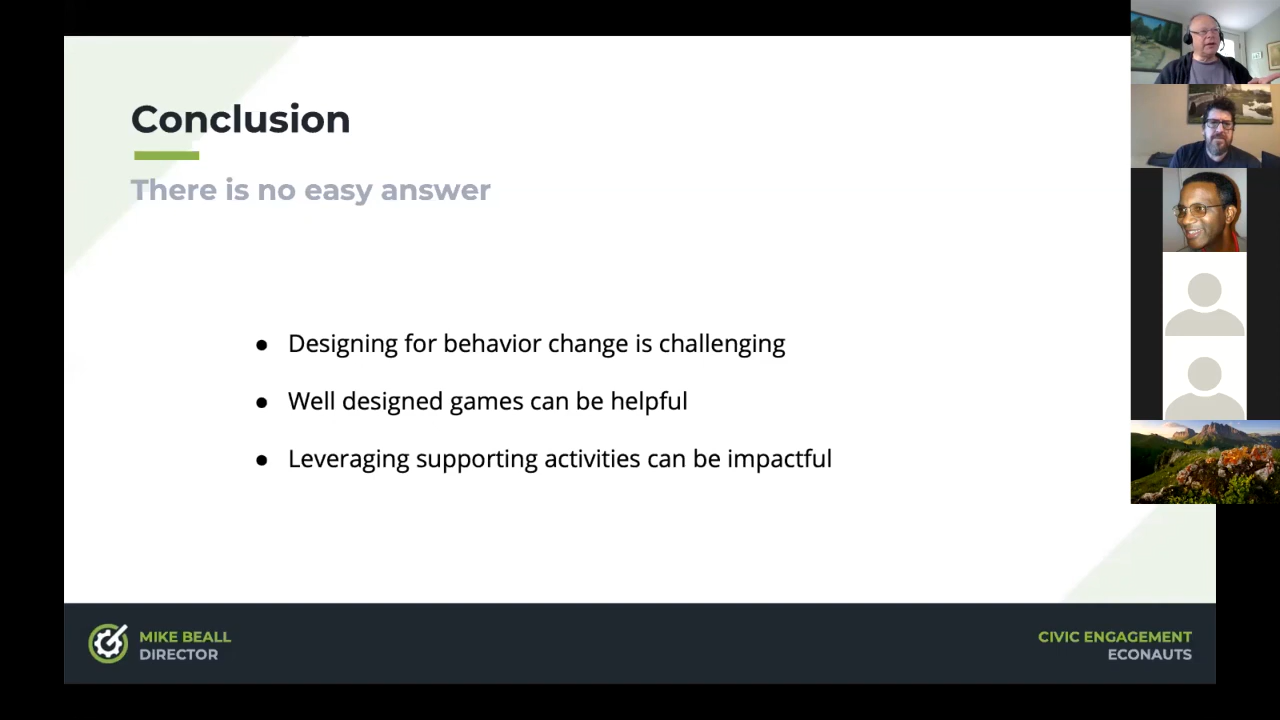 Conclusion
There is no easy answer
● Designing for behavior change is challenging
● Well designed games can be helpful
● Leveraging supporting activities can be impactful
MIKE BEALL
DIRECTOR
CIVIC ENGAGEMENT
ECONAUTS